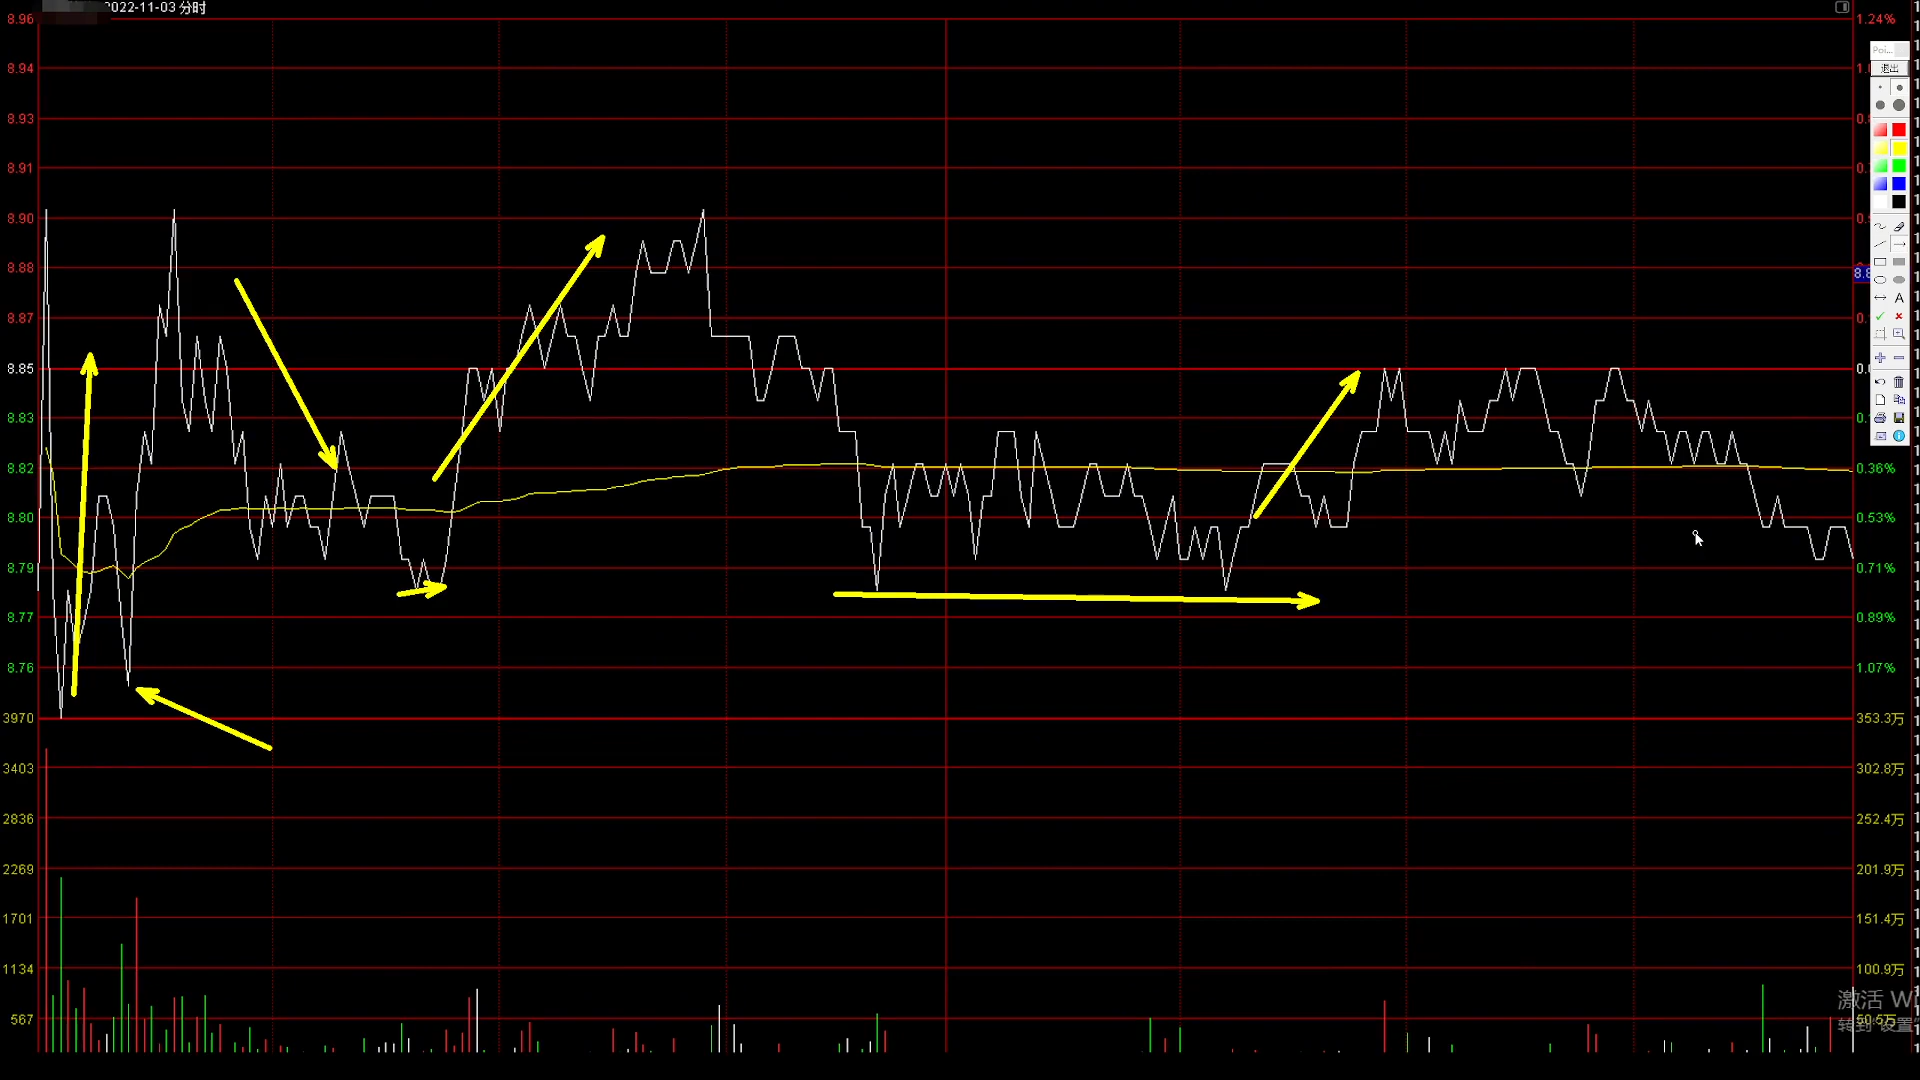 2022-11-03 分时
8.96 1.24%
8.94
8.93
8.91
8.90
8.88
8.87
8.85
8.83
8.82 0.36%
8.80 0.53%
8.79 0.71%
8.77 0.89%
8.76 1.07%
3970 353.3万
3403 302.8万
2836 252.4万
2269 201.9万
1701 151.4万
1134 100.9万
567 50.5万
Poi...
退出
A
激活 Wi
转到"设置"